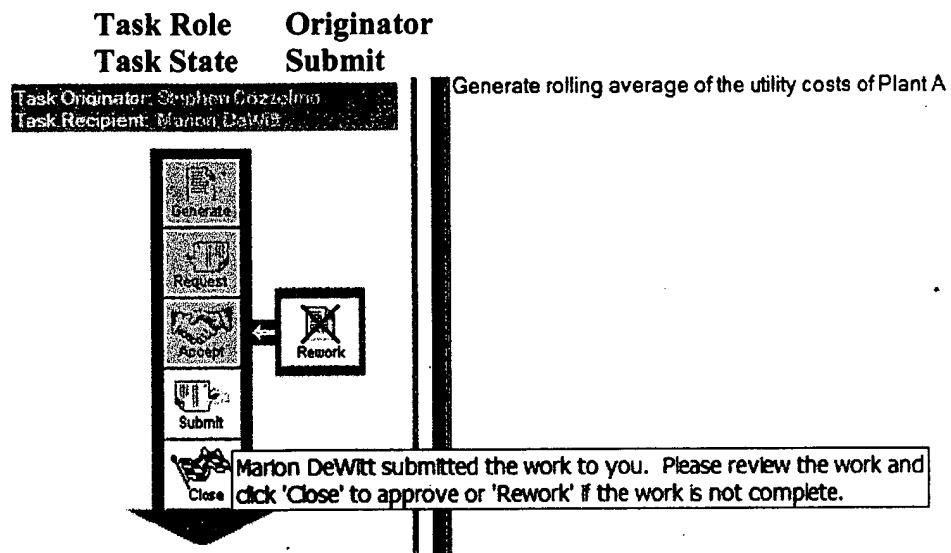 Task Role Originator
Task State Submit
Task Originator: Stephen Cozzolino
Task Recipient: Marion DeWitt
Generate rolling average of the utility costs of Plant A
Generate
Request
Accept
Rework
Submit
Close
Marion DeWitt submitted the work to you. Please review the work and
click 'Close' to approve or 'Rework' if the work is not complete.